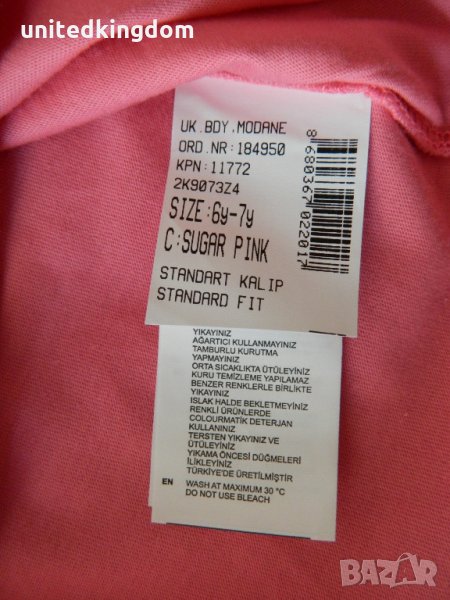 unitedkingdom
UK.BDY.MODANE
ORD.NR:184950
KPN:11772
2K9073Z4
SIZE:6y-7y
C:SUGAR PINK
STANDART KALIP
STANDARD FIT
8680367022017
YIKAYINIZ
AĞARTICI KULLANMAYINIZ
TAMBURLU KURUTMA
YAPMAYINIZ
ORTA SICAKLIKTA ÜTÜLEYİNİZ
KURU TEMİZLEME YAPILAMAZ
BENZER RENKLERLE BİRLİKTE
YIKAYINIZ
ISLAK HALDE BEKLETMEYİNİZ
RENKLİ ÜRÜNLERDE
COLOURMATIK DETERJAN
KULLANINIZ
TERSTEN YIKAYINIZ VE
ÜTÜLEYİNİZ
YIKAMA ÖNCESİ DÜĞMELERİ
İLİKLEYİNİZ
TÜRKİYE'DE ÜRETİLMİŞTİR
EN WASH AT MAXIMUM 30 °C
DO NOT USE BLEACH
BAZAR